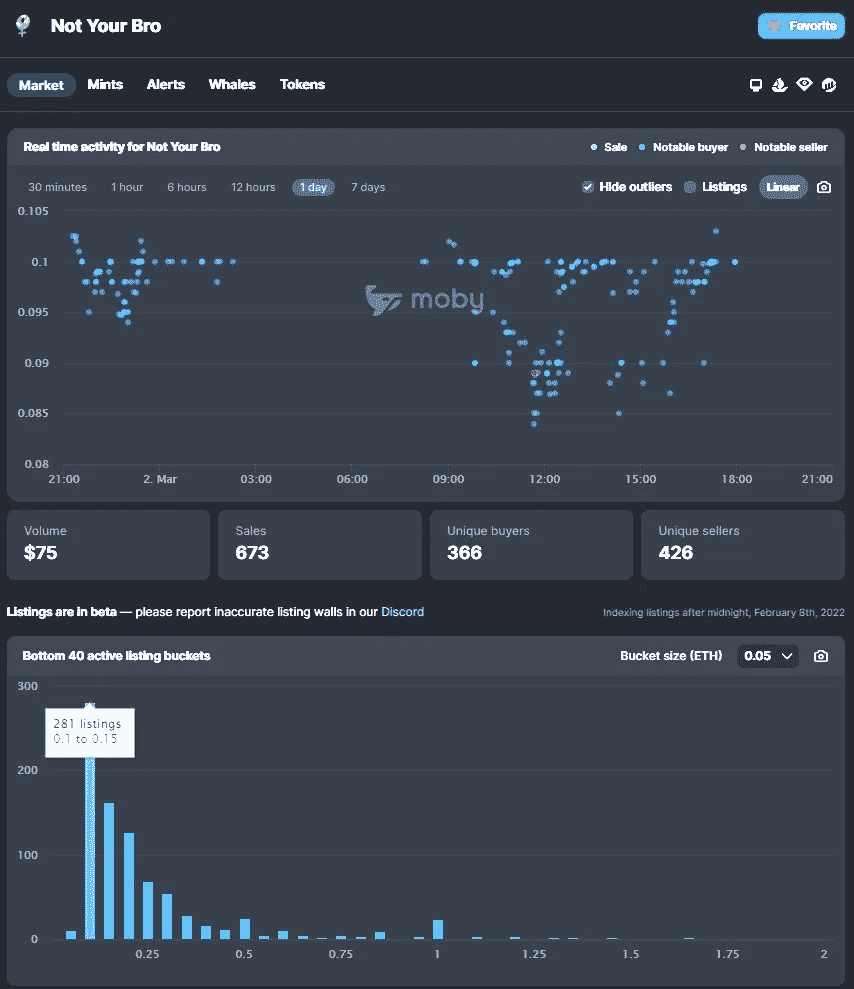 Not Your Bro
Favorite
Market Mints Alerts Whales Tokens
Real time activity for Not Your Bro
Sale Notable buyer Notable seller
30 minutes 1 hour 6 hours 12 hours 1 day 7 days
Hide outliers Listings Linear
0.105
0.1
0.095
0.09
0.085
0.08
moby
21:00 2. Mar 03:00 06:00 09:00 12:00 15:00 18:00 21:00
Volume
$75
Sales
673
Unique buyers
366
Unique sellers
426
Listings are in beta — please report inaccurate listing walls in our Discord
Indexing listings after midnight, February 8th, 2022
Bottom 40 active listing buckets
Bucket size (ETH) 0.05
300
281 listings
0.1 to 0.15
200
100
0
0.25 0.5 0.75 1 1.25 1.5 1.75 2